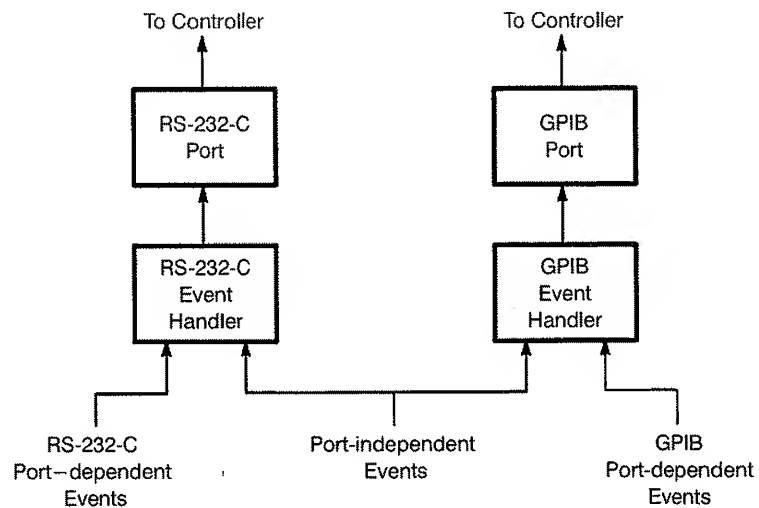 To Controller
To Controller
RS-232-C
Port
GPIB
Port
RS-232-C
Event
Handler
GPIB
Event
Handler
RS-232-C
Port–dependent
Events
Port-independent
Events
GPIB
Port-dependent
Events